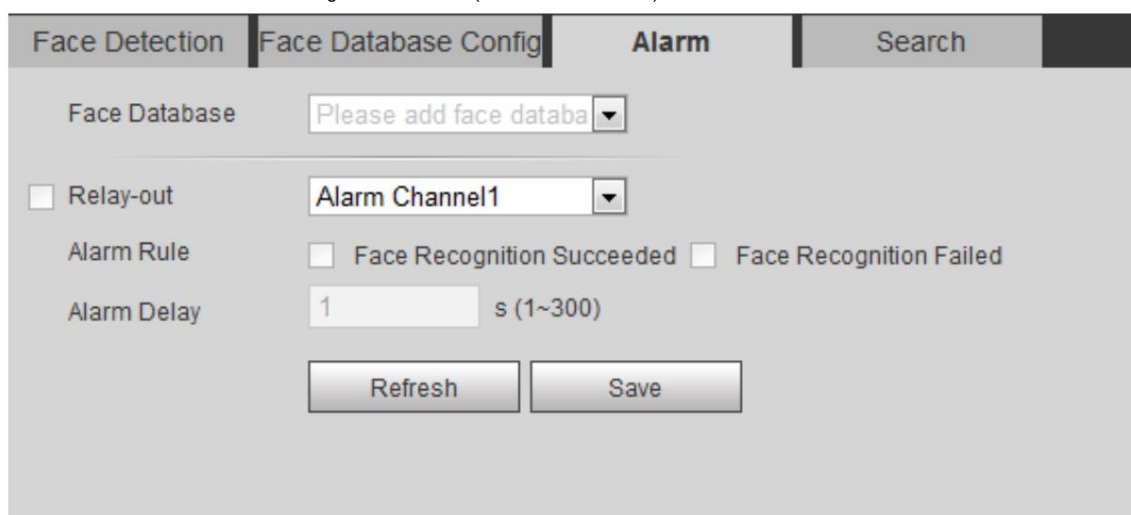 Face Detection Face Database Config Alarm Search
Face Database Please add face databa
Relay-out Alarm Channel1
Alarm Rule Face Recognition Succeeded Face Recognition Failed
Alarm Delay 1 s (1~300)
Refresh Save